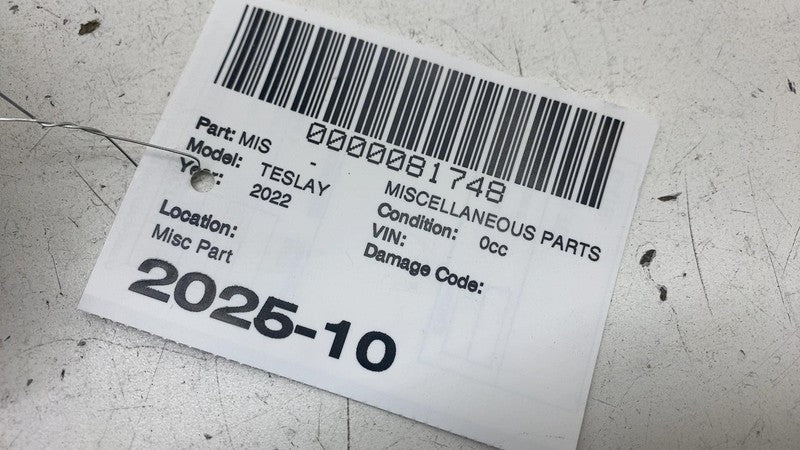 0000081748
Part: MIS - MISCELLANEOUS PARTS
Model: TESLAY Condition: 0cc
Year: 2022 VIN:
Location: Damage Code:
Misc Part
2025-10